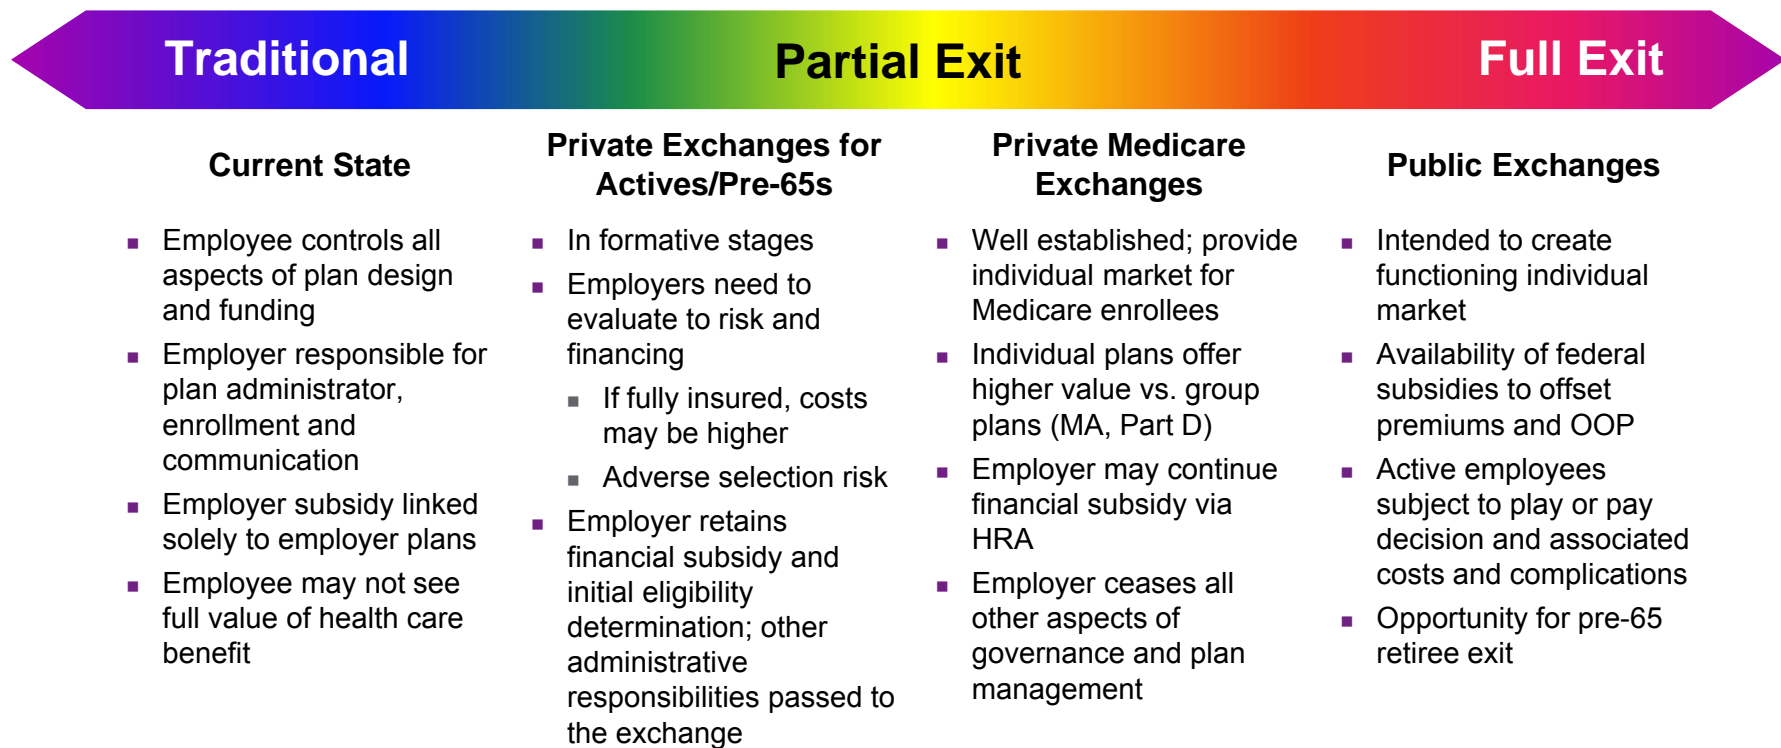 Traditional
Partial Exit
Full Exit
Current State
■ Employee controls all
aspects of plan design
and funding
■ Employer responsible for
plan administrator,
enrollment and
communication
■ Employer subsidy linked
solely to employer plans
■ Employee may not see
full value of health care
benefit
Private Exchanges for
Actives/Pre-65s
■ In formative stages
■ Employers need to
evaluate to risk and
financing
■ If fully insured, costs
may be higher
■ Adverse selection risk
■ Employer retains
financial subsidy and
initial eligibility
determination; other
administrative
responsibilities passed to
the exchange
Private Medicare
Exchanges
■ Well established; provide
individual market for
Medicare enrollees
■ Individual plans offer
higher value vs. group
plans (MA, Part D)
■ Employer may continue
financial subsidy via
HRA
■ Employer ceases all
other aspects of
governance and plan
management
Public Exchanges
■ Intended to create
functioning individual
market
■ Availability of federal
subsidies to offset
premiums and OOP
■ Active employees
subject to play or pay
decision and associated
costs and complications
■ Opportunity for pre-65
retiree exit